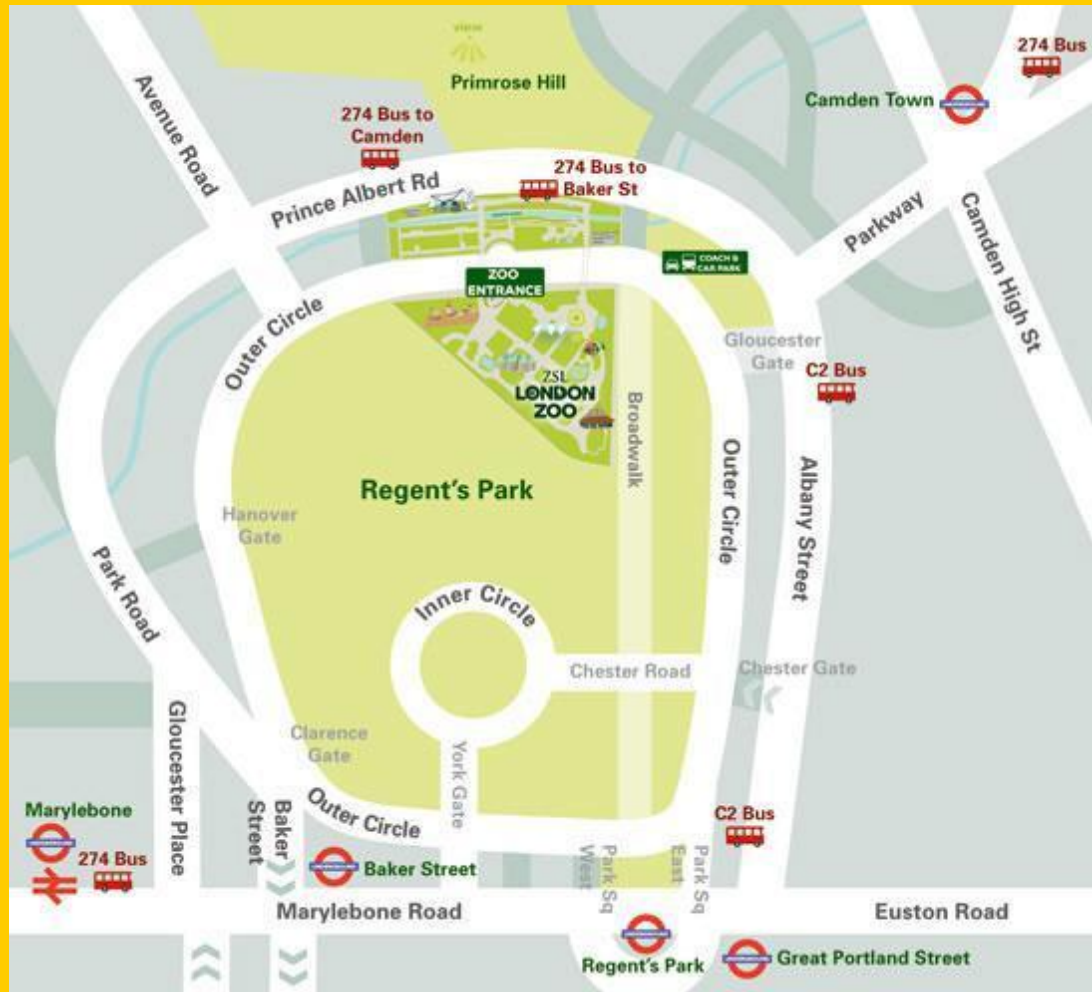 view
Primrose Hill
274 Bus
Camden Town
Avenue Road
274 Bus to
Camden
274 Bus to
Baker St
Prince Albert Rd
Parkway
Camden High St
COACH &
CAR PARK
ZOO
ENTRANCE
Outer Circle
Gloucester
Gate
C2 Bus
ZSL
LONDON
ZOO
Broadwalk
Outer Circle
Albany Street
Regent's Park
Hanover
Gate
Park Road
Inner Circle
Chester Road
Chester Gate
Gloucester Place
Clarence
Gate
York Gate
Outer Circle
Baker
Street
Marylebone
274 Bus
Baker Street
C2 Bus
Park Sq
West
Park Sq
East
Marylebone Road
Euston Road
Regent's Park
Great Portland Street